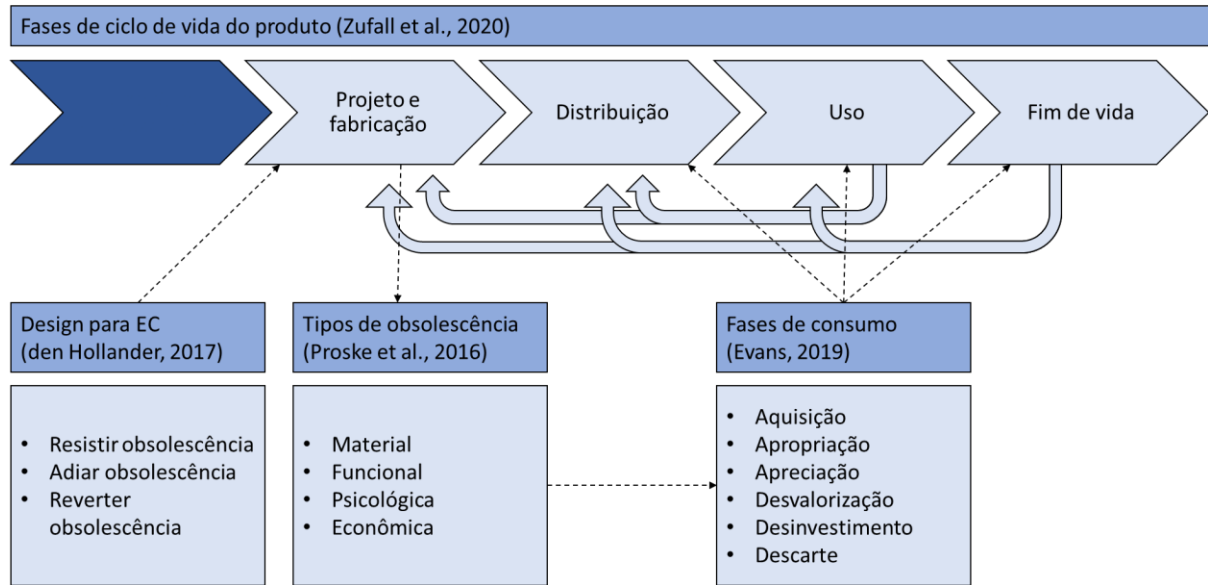 Fases de ciclo de vida do produto (Zufall et al., 2020)
Projeto e
fabricação
Distribuição
Uso
Fim de vida
Design para EC
(den Hollander, 2017)
• Resistir obsolescência
• Adiar obsolescência
• Reverter
obsolescência
Tipos de obsolescência
(Proske et al., 2016)
• Material
• Funcional
• Psicológica
• Econômica
Fases de consumo
(Evans, 2019)
• Aquisição
• Apropriação
• Apreciação
• Desvalorização
• Desinvestimento
• Descarte